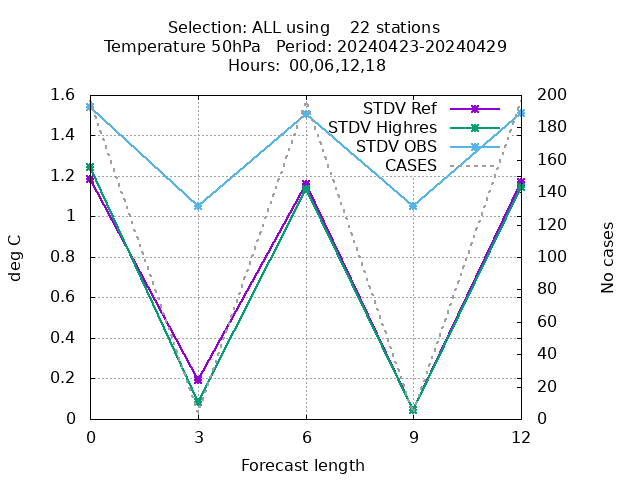 Selection: ALL using    22 stations
Temperature 50hPa   Period: 20240423-20240429
Hours: 00,06,12,18
STDV Ref
STDV Highres
STDV OBS
CASES
deg C
1.6
1.4
1.2
1
0.8
0.6
0.4
0.2
0
200
180
160
140
120
100
80
60
40
20
0
No cases
0 3 6 9 12
Forecast length